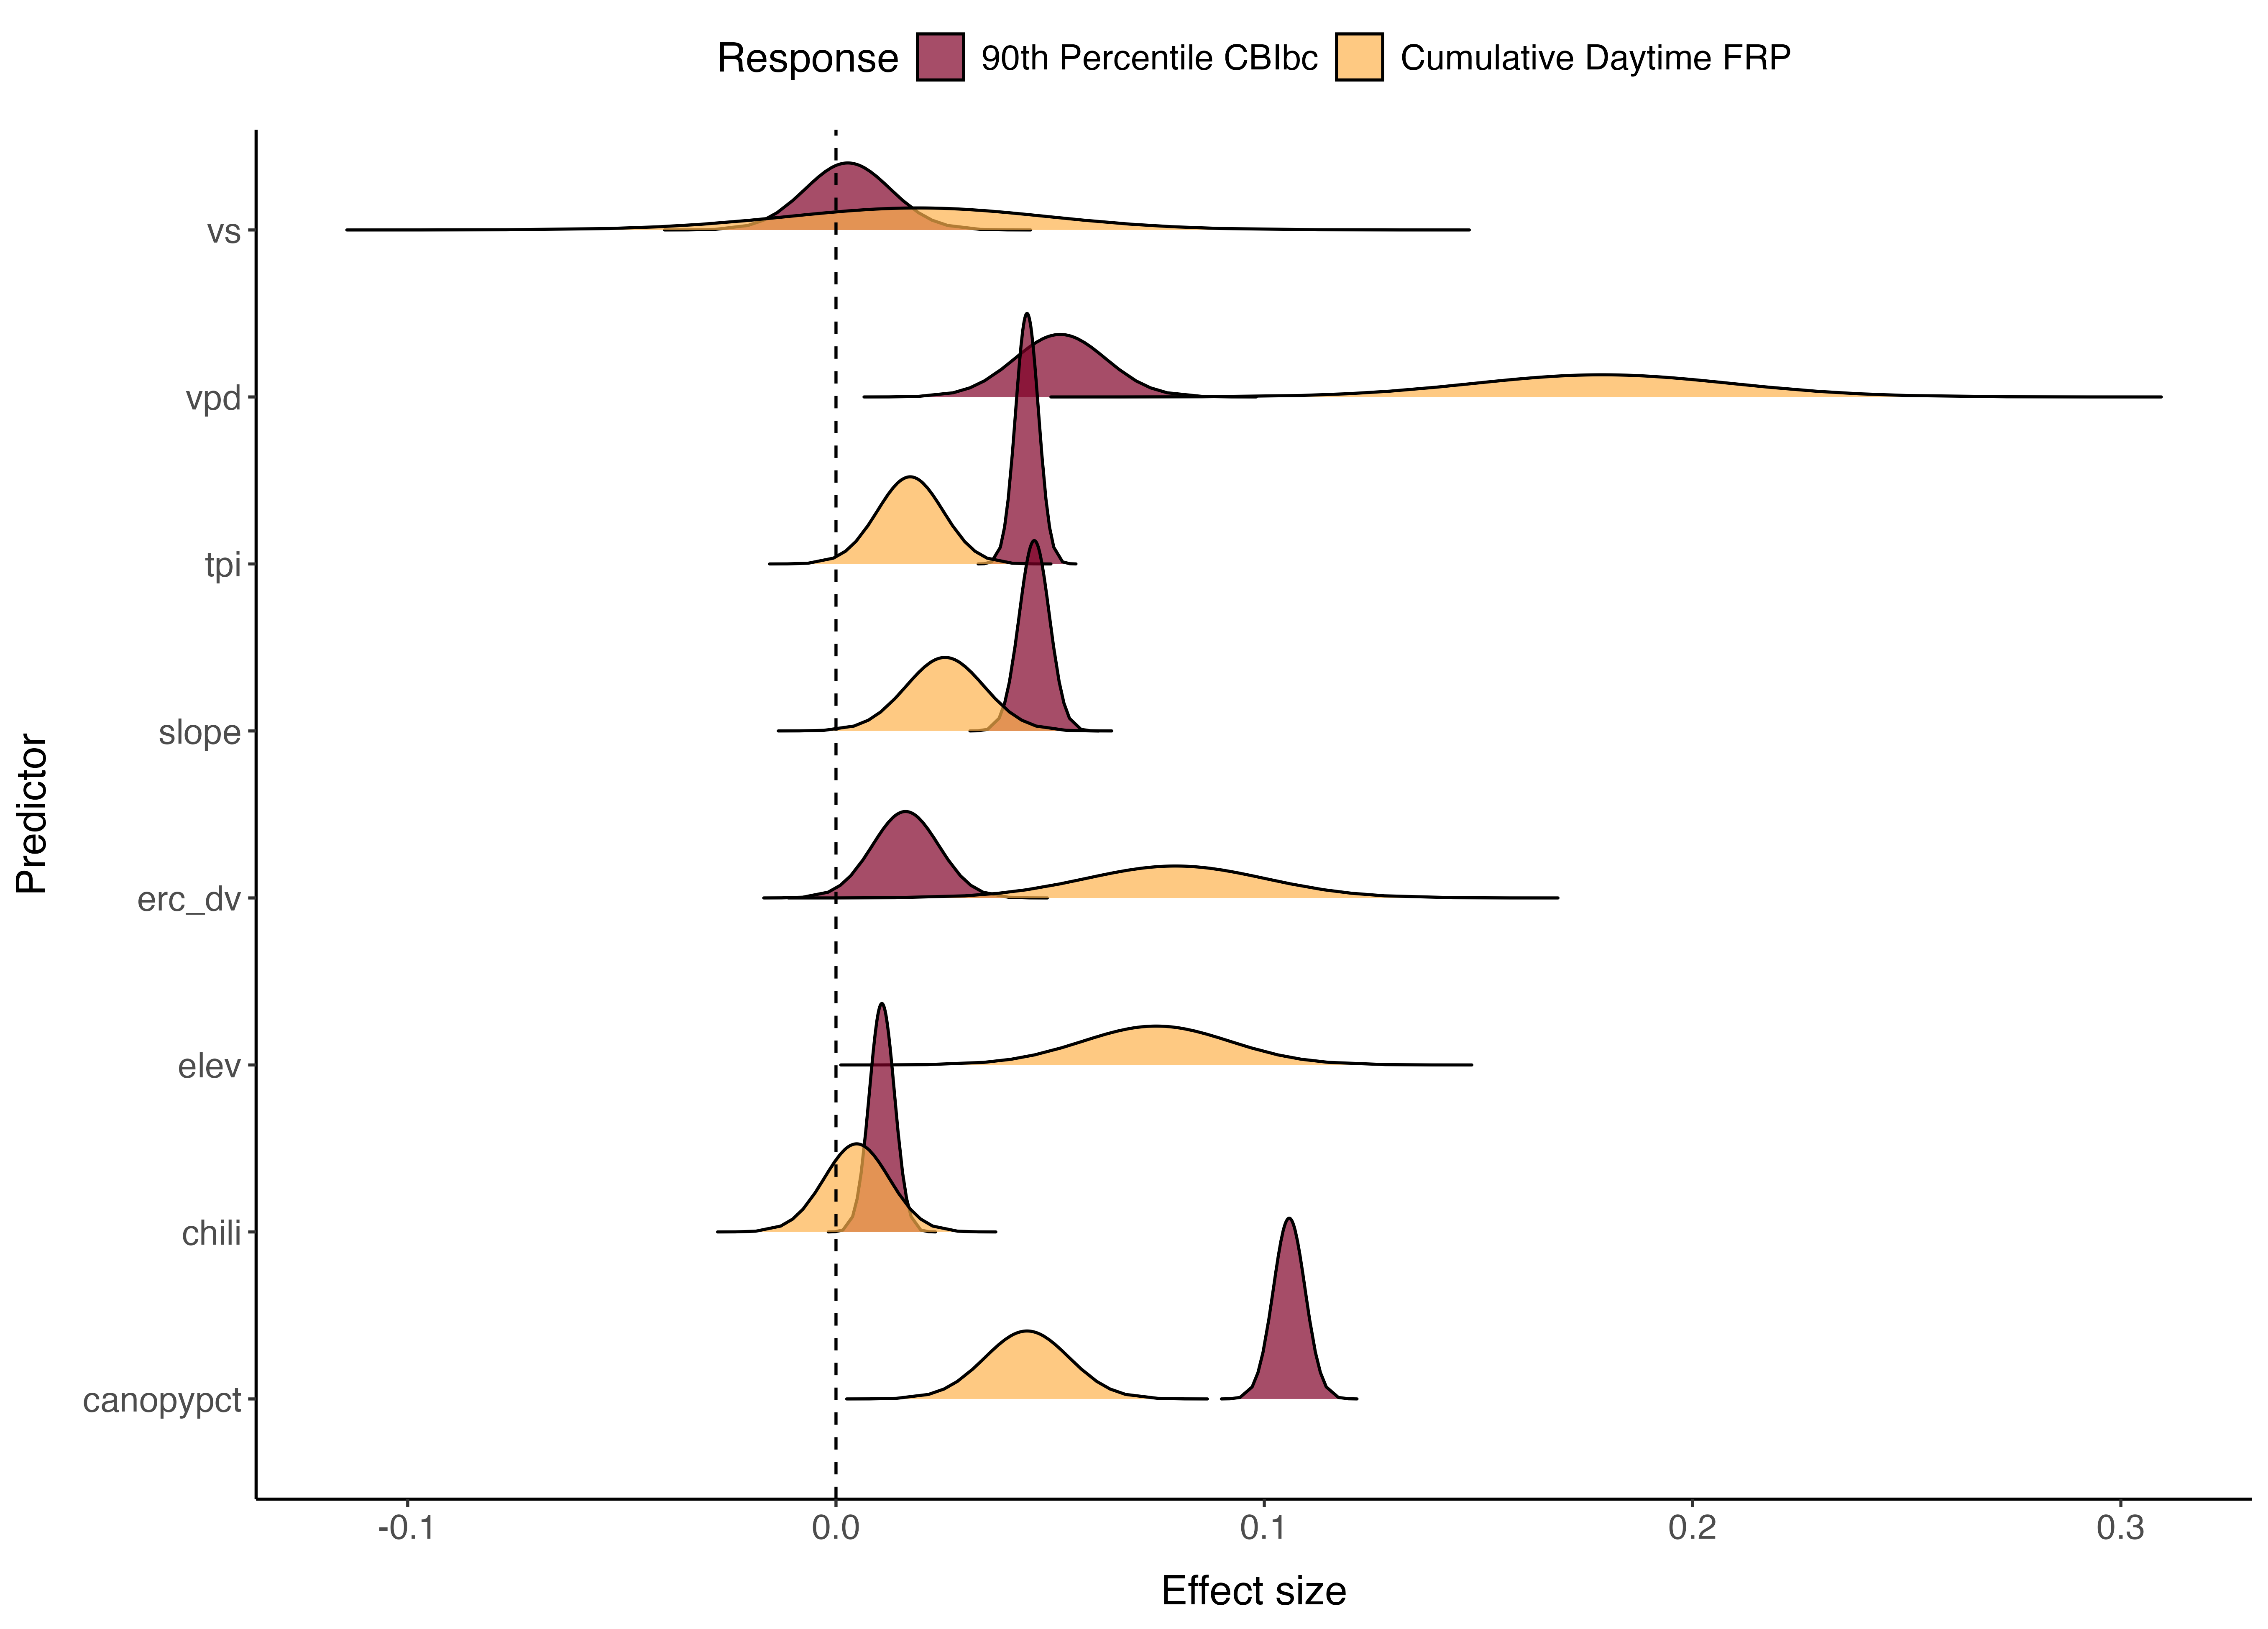 Response 90th Percentile CBIbc Cumulative Daytime FRP
vs
vpd
tpi
slope
erc_dv
elev
chili
canopypct
Predictor
-0.1 0.0 0.1 0.2 0.3
Effect size